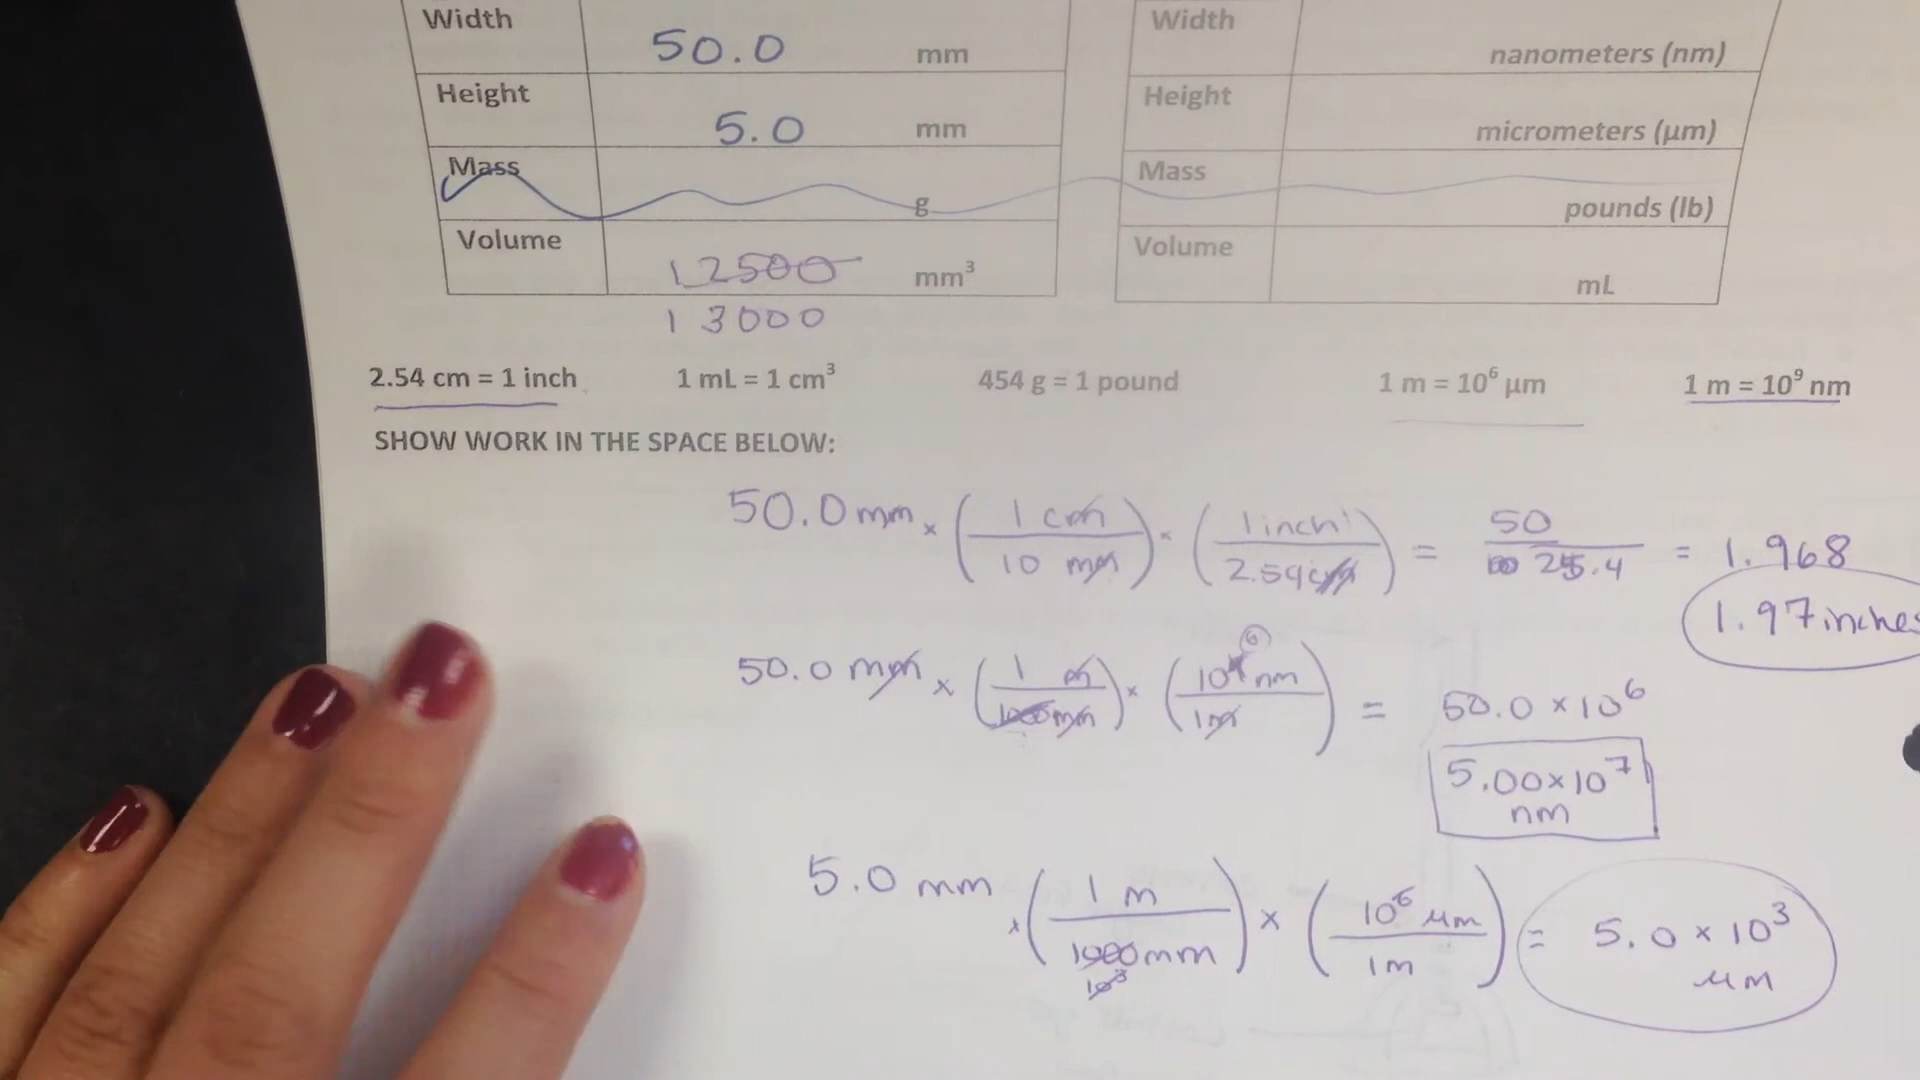 Width 50.0 mm
Height 5.0 mm
Mass g
Volume 12500 mm³
13000
Width nanometers (nm)
Height micrometers (µm)
Mass pounds (lb)
Volume mL
2.54 cm = 1 inch 1 mL = 1 cm³ 454 g = 1 pound 1 m = 10⁶ µm 1 m = 10⁹ nm
SHOW WORK IN THE SPACE BELOW:
50.0 mm × (1 cm / 10 mm) × (1 inch / 2.54 cm) = 50 / 25.4 = 1.968
1.97 inches
50.0 mm × (1 m / 1000 mm) × (10⁶ nm / 1 m) = 50.0 × 10⁶
5.00 × 10⁷
nm
5.0 mm × (1 m / 1000 mm) × (10⁶ µm / 1 m) = 5.0 × 10³
10³
µm